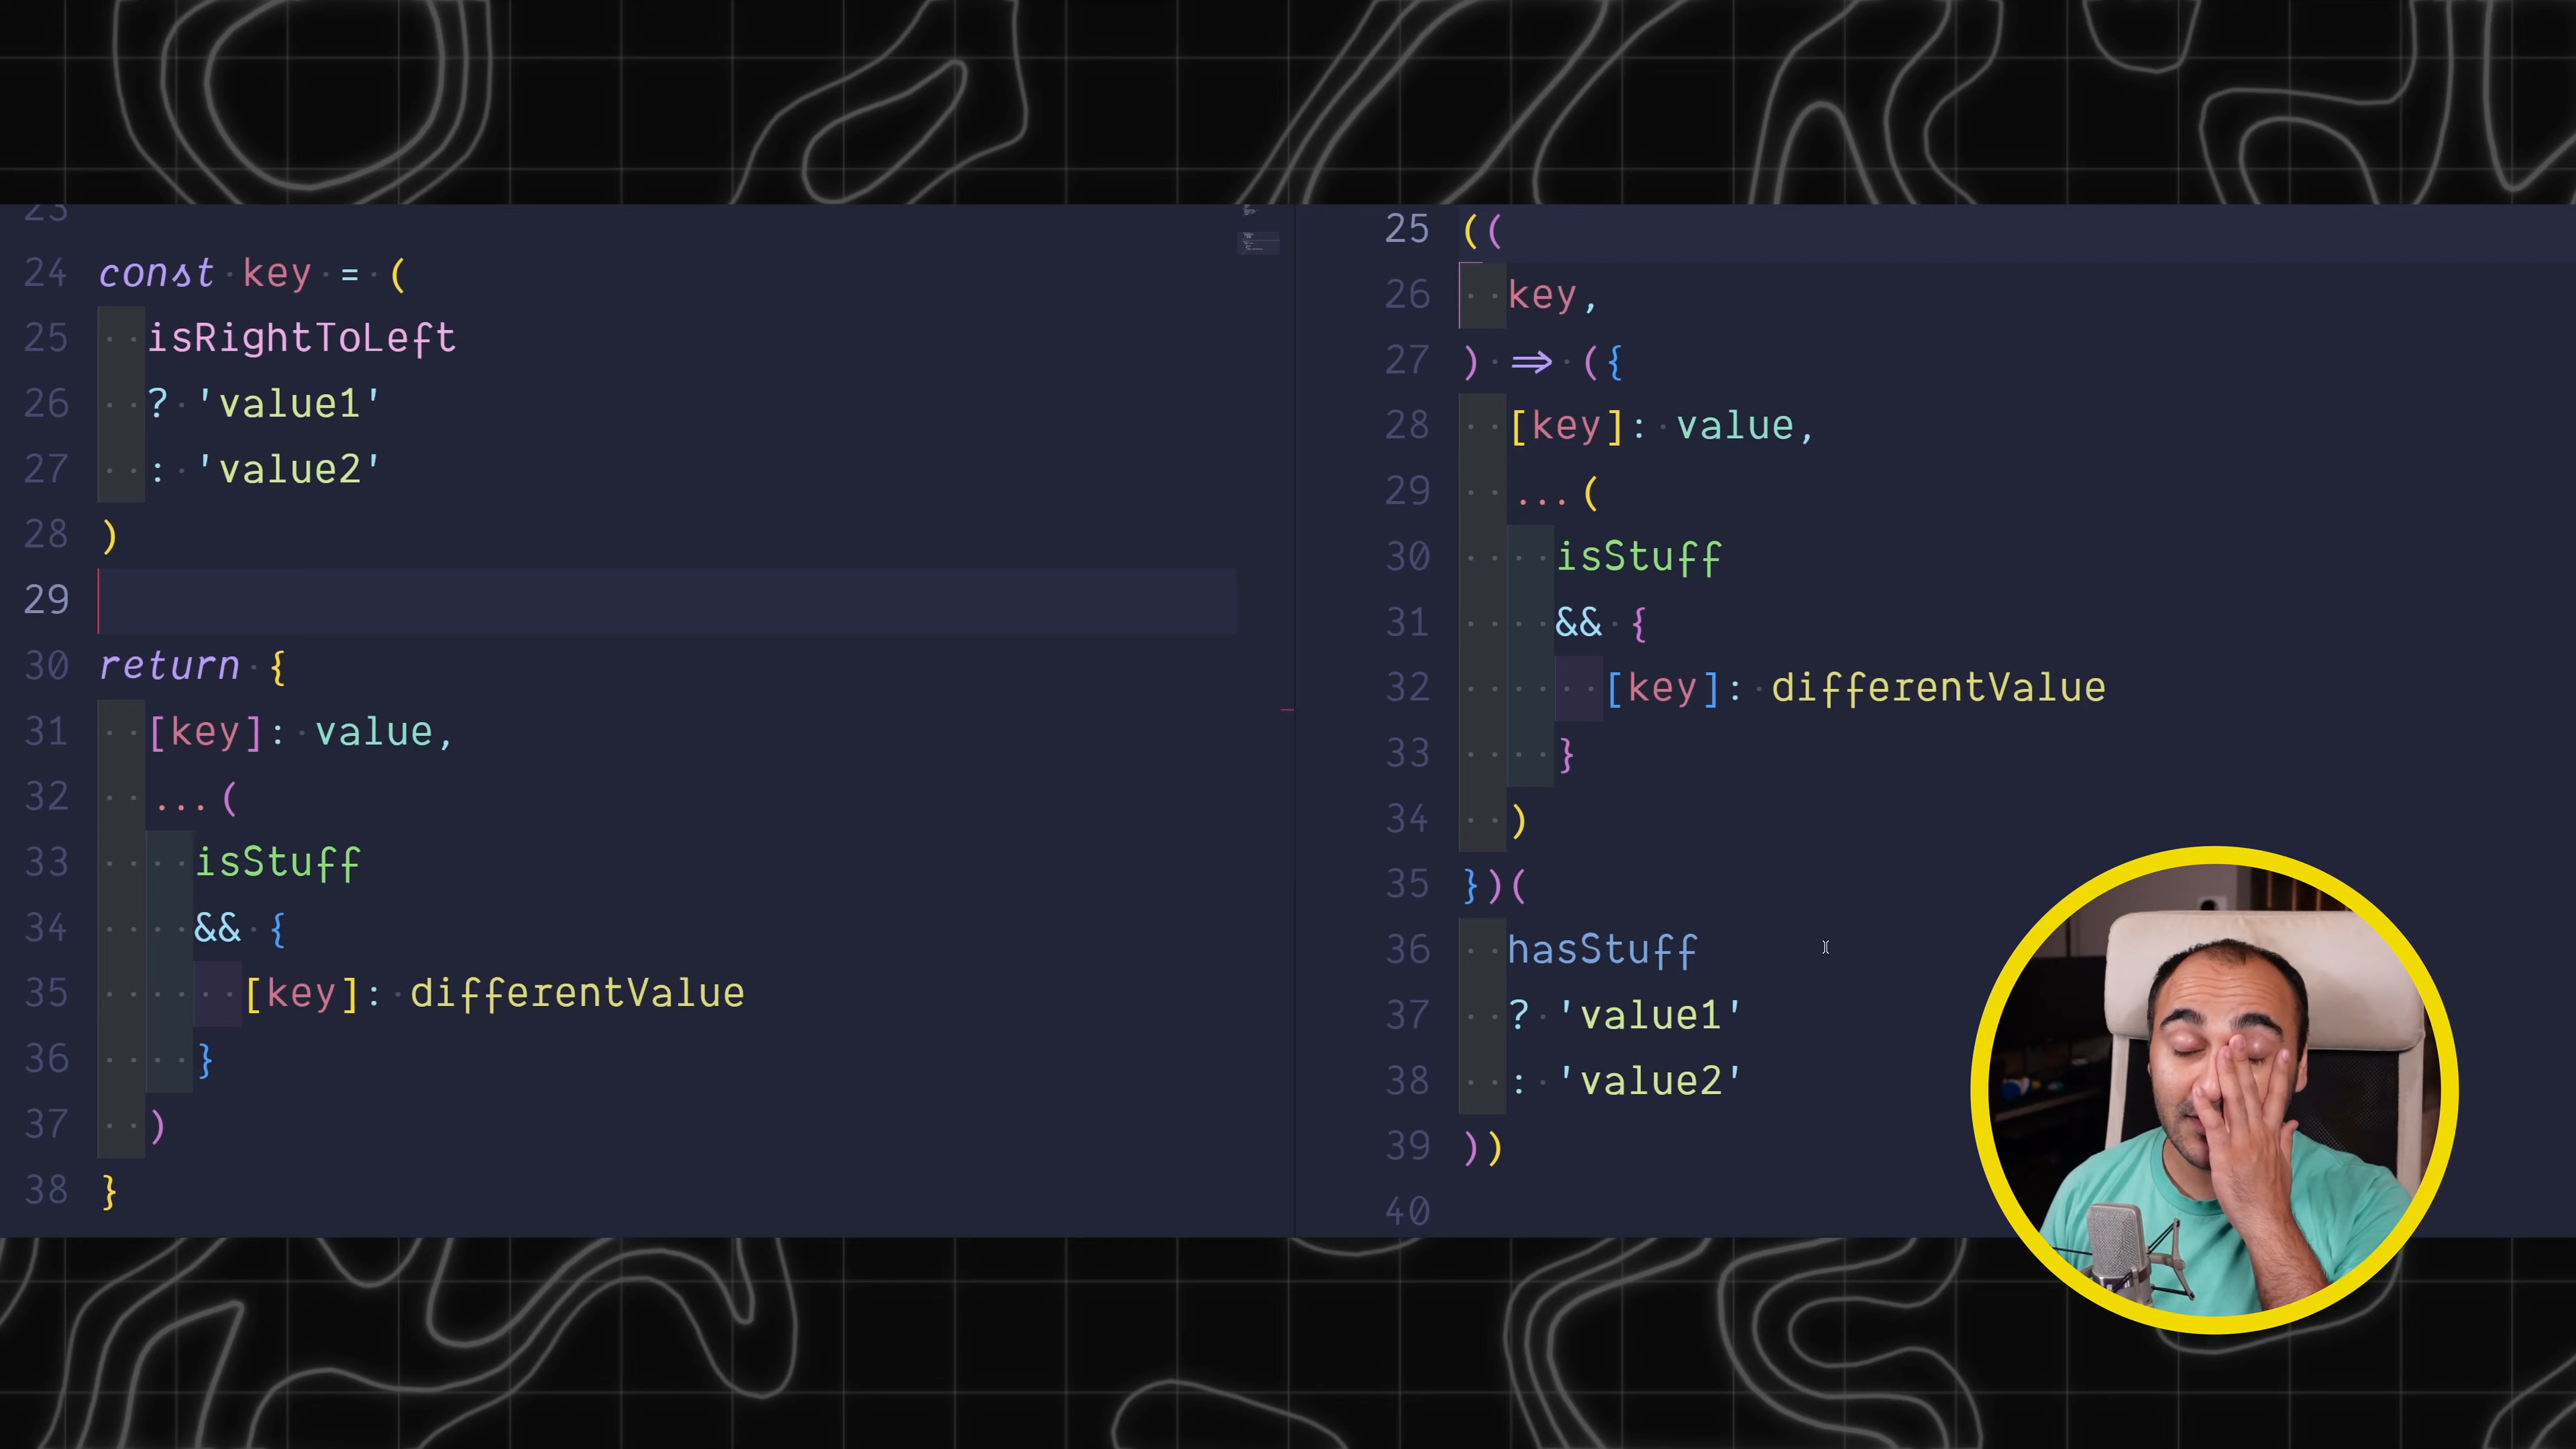 23
24 const key = (
25 isRightToLeft
26 ? 'value1'
27 : 'value2'
28 )
29
30 return {
31 [key]: value,
32 ...(
33 isStuff
34 && {
35 [key]: differentValue
36 }
37 )
38 }
25 ((
26 key,
27 ) => ({
28 [key]: value,
29 ...(
30 isStuff
31 && {
32 [key]: differentValue
33 }
34 )
35 })(
36 hasStuff
37 ? 'value1'
38 : 'value2'
39 ))
40